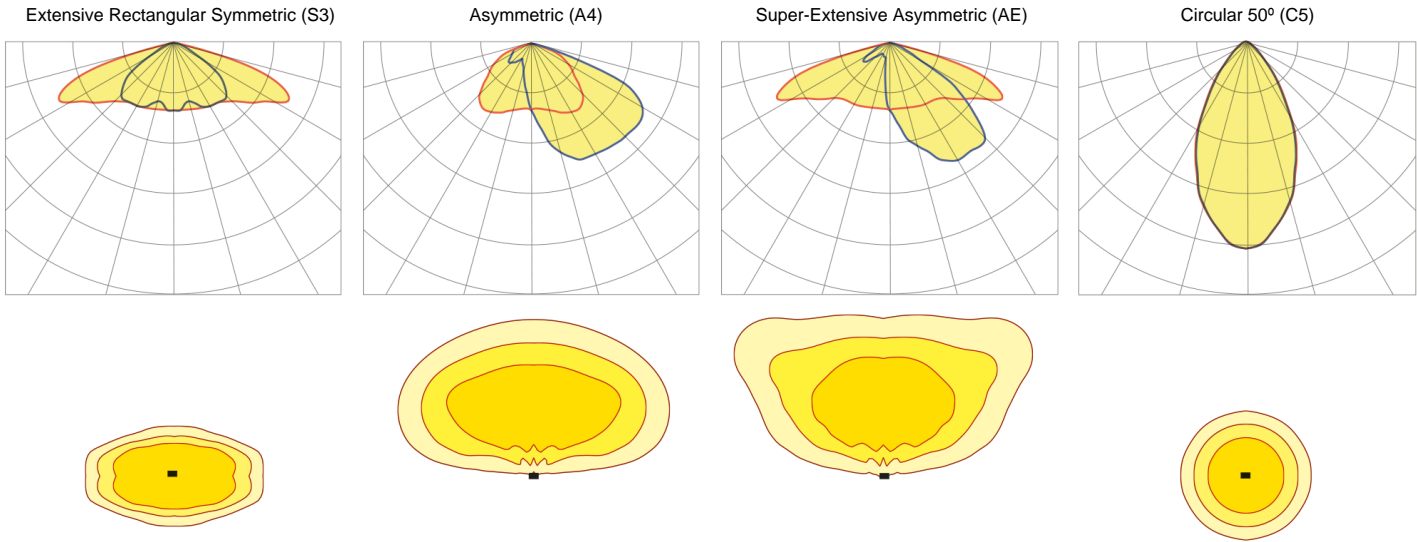 Extensive Rectangular Symmetric (S3)
Asymmetric (A4)
Super-Extensive Asymmetric (AE)
Circular 50º (C5)